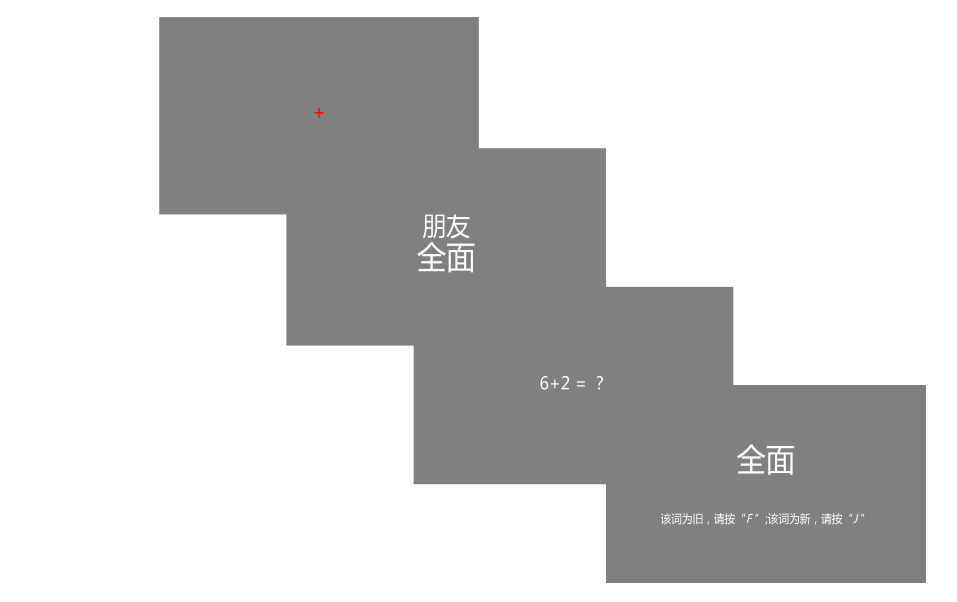 +
朋友
全面
6+2 = ?
全面
该词为旧，请按“F”;该词为新，请按“J”